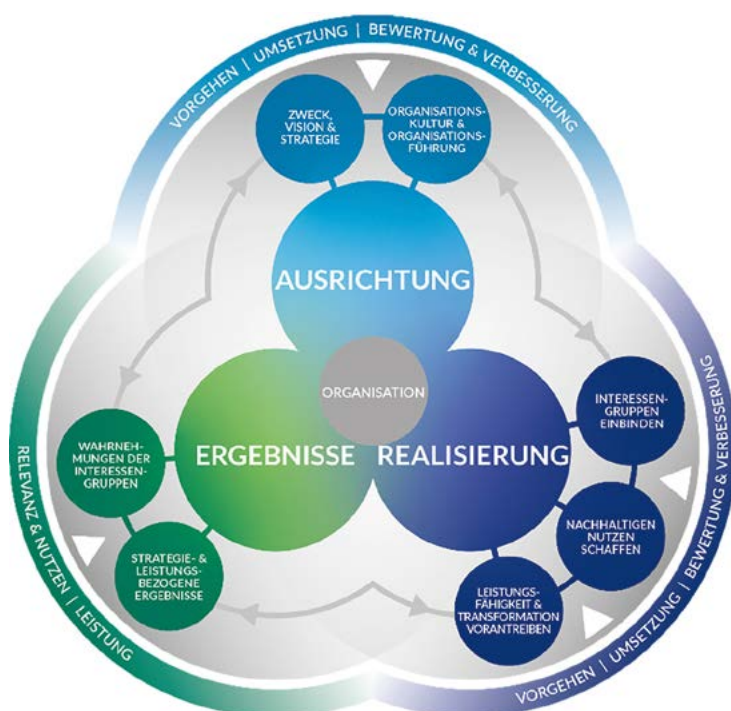 VORGEHEN | UMSETZUNG | BEWERTUNG & VERBESSERUNG
ZWECK,
VISION &
STRATEGIE
ORGANISATIONS-
KULTUR &
ORGANISATIONS-
FÜHRUNG
AUSRICHTUNG
ORGANISATION
ERGEBNISSE
REALISIERUNG
INTERESSEN-
GRUPPEN
EINBINDEN
NACHHALTIGEN
NUTZEN
SCHAFFEN
LEISTUNGS-
FÄHIGKEIT &
TRANSFORMATION
VORANTREIBEN
WAHRNEH-
MUNGEN DER
INTERESSEN-
GRUPPEN
STRATEGIE- &
LEISTUNGS-
BEZOGENE
ERGEBNISSE
RELEVANZ & NUTZEN | LEISTUNG
VORGEHEN | UMSETZUNG | BEWERTUNG & VERBESSERUNG